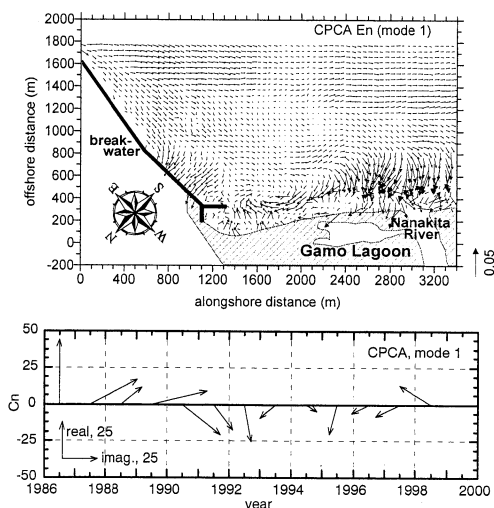 CPCA En (mode 1)
2000
1800
1600
1400
1200
1000
800
600
400
200
0
-200
offshore distance (m)
break-
water
S
W
N
Nanakita
River
Gamo Lagoon
0.05
0 400 800 1200 1600 2000 2400 2800 3200
alongshore distance (m)
CPCA, mode 1
50
25
0
-25
-50
Cn
real, 25
imag., 25
1986 1988 1990 1992 1994 1996 1998 2000
year